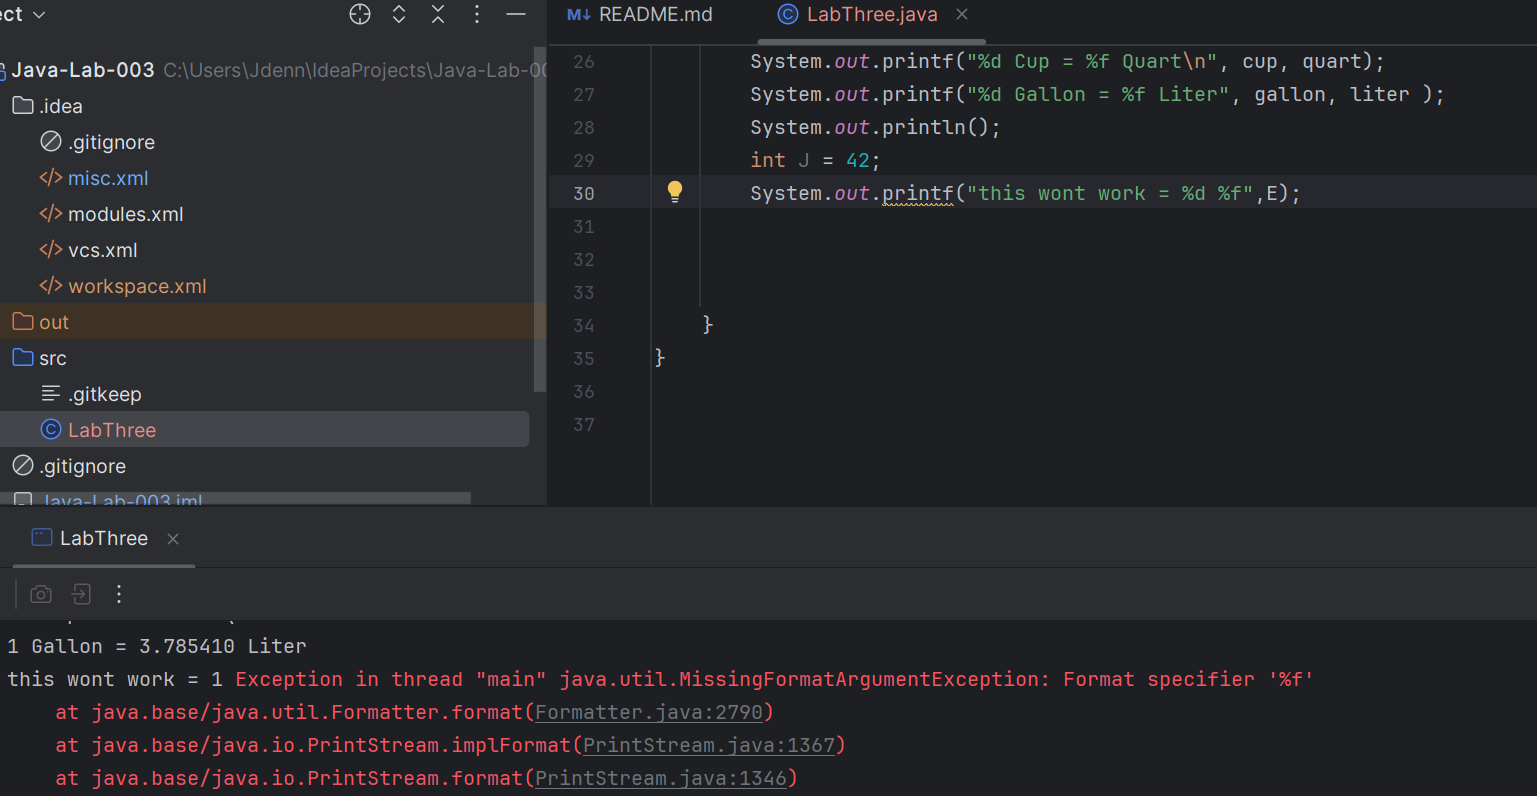 ect
Java-Lab-003 C:\Users\Jdenn\IdeaProjects\Java-Lab-00
.idea
.gitignore
misc.xml
modules.xml
vcs.xml
workspace.xml
out
src
.gitkeep
LabThree
.gitignore
Java-Lab-003.iml
M↓ README.md
C LabThree.java
26 System.out.printf("%d Cup = %f Quart\n", cup, quart);
27 System.out.printf("%d Gallon = %f Liter", gallon, liter );
28 System.out.println();
29 int J = 42;
30 System.out.printf("this wont work = %d %f",E);
31
32
33
34 }
35 }
36
37
LabThree
1 Gallon = 3.785410 Liter
this wont work = 1 Exception in thread "main" java.util.MissingFormatArgumentException: Format specifier '%f'
at java.base/java.util.Formatter.format(Formatter.java:2790)
at java.base/java.io.PrintStream.implFormat(PrintStream.java:1367)
at java.base/java.io.PrintStream.format(PrintStream.java:1346)